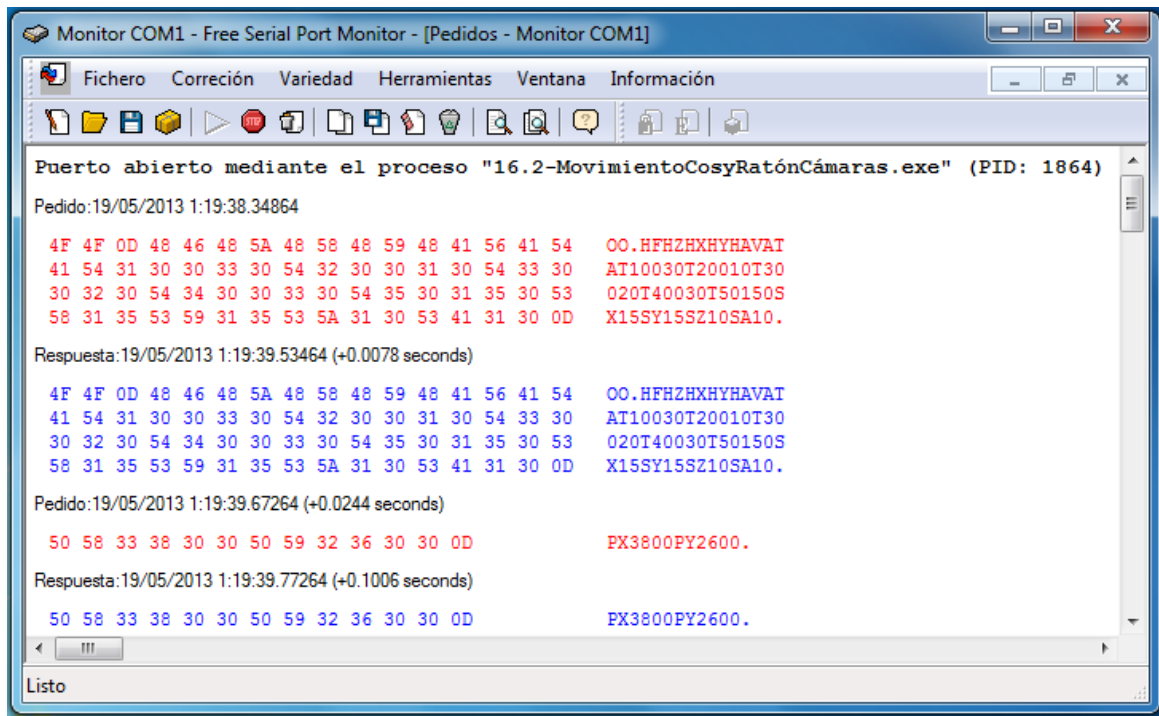 Monitor COM1 - Free Serial Port Monitor - [Pedidos - Monitor COM1]
Fichero Correción Variedad Herramientas Ventana Información
STOP
Puerto abierto mediante el proceso "16.2-MovimientoCosyRatónCámaras.exe" (PID: 1864)
Pedido:19/05/2013 1:19:38.34864
4F 4F 0D 48 46 48 5A 48 58 48 59 48 41 56 41 54 OO.HFHZHXHYHAVAT
41 54 31 30 30 33 30 54 32 30 30 31 30 54 33 30 AT10030T20010T30
30 32 30 54 34 30 30 33 30 54 35 30 31 35 30 53 020T40030T50150S
58 31 35 53 59 31 35 53 5A 31 30 53 41 31 30 0D X15SY15SZ10SA10.
Respuesta:19/05/2013 1:19:39.53464 (+0.0078 seconds)
4F 4F 0D 48 46 48 5A 48 58 48 59 48 41 56 41 54 OO.HFHZHXHYHAVAT
41 54 31 30 30 33 30 54 32 30 30 31 30 54 33 30 AT10030T20010T30
30 32 30 54 34 30 30 33 30 54 35 30 31 35 30 53 020T40030T50150S
58 31 35 53 59 31 35 53 5A 31 30 53 41 31 30 0D X15SY15SZ10SA10.
Pedido:19/05/2013 1:19:39.67264 (+0.0244 seconds)
50 58 33 38 30 30 50 59 32 36 30 30 0D PX3800PY2600.
Respuesta:19/05/2013 1:19:39.77264 (+0.1006 seconds)
50 58 33 38 30 30 50 59 32 36 30 30 0D PX3800PY2600.
Listo